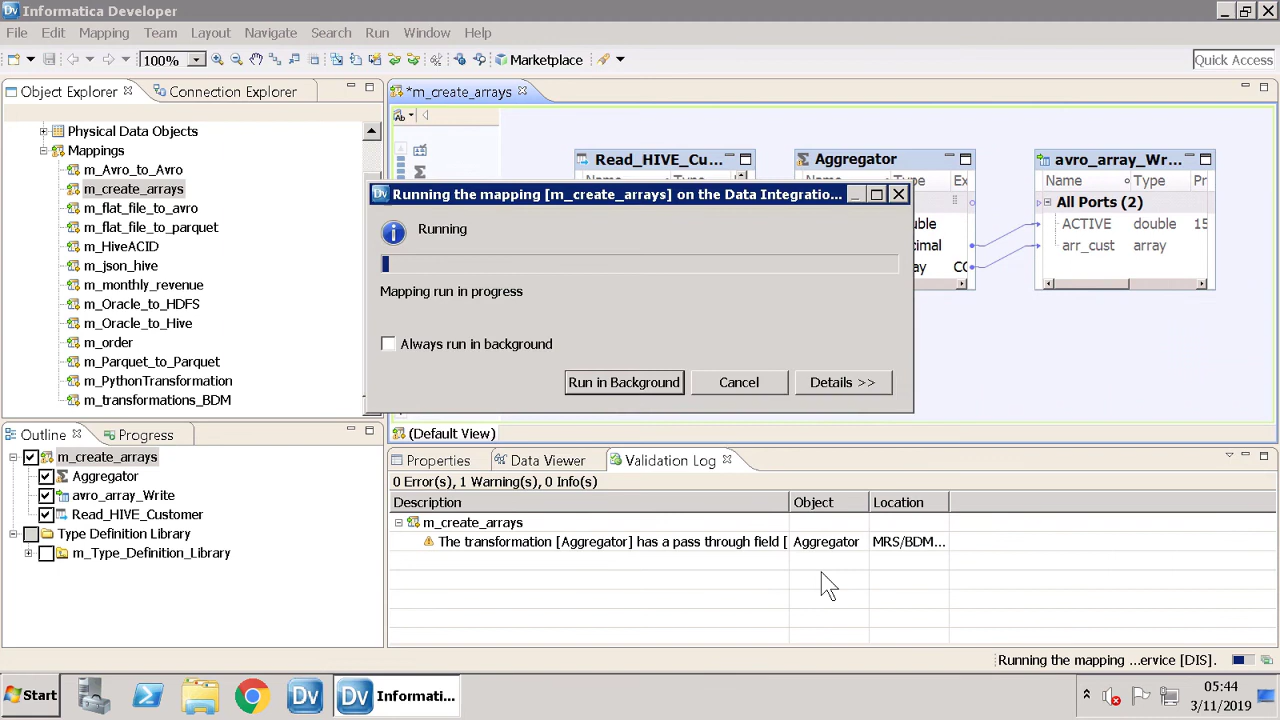 Informatica Developer
File Edit Mapping Team Layout Navigate Search Run Window Help
100% Marketplace Quick Access
Object Explorer Connection Explorer
Physical Data Objects
Mappings
m_Avro_to_Avro
m_create_arrays
m_flat_file_to_avro
m_flat_file_to_parquet
m_HiveACID
m_json_hive
m_monthly_revenue
m_Oracle_to_HDFS
m_Oracle_to_Hive
m_order
m_Parquet_to_Parquet
m_PythonTransformation
m_transformations_BDM
*m_create_arrays
Ab
Read_HIVE_Cu... Aggregator avro_array_Wr...
Name Type Pr
All Ports (2)
ACTIVE double 15
arr_cust array
Running the mapping [m_create_arrays] on the Data Integratio...
Running
Mapping run in progress
Always run in background
Run in Background Cancel Details >>
(Default View)
Outline Progress
m_create_arrays
Aggregator
avro_array_Write
Read_HIVE_Customer
Type Definition Library
m_Type_Definition_Library
Properties Data Viewer Validation Log
0 Error(s), 1 Warning(s), 0 Info(s)
Description Object Location
m_create_arrays
The transformation [Aggregator] has a pass through field [ Aggregator MRS/BDM...
Running the mapping ...ervice [DIS].
Start Informati... 05:44
3/11/2019